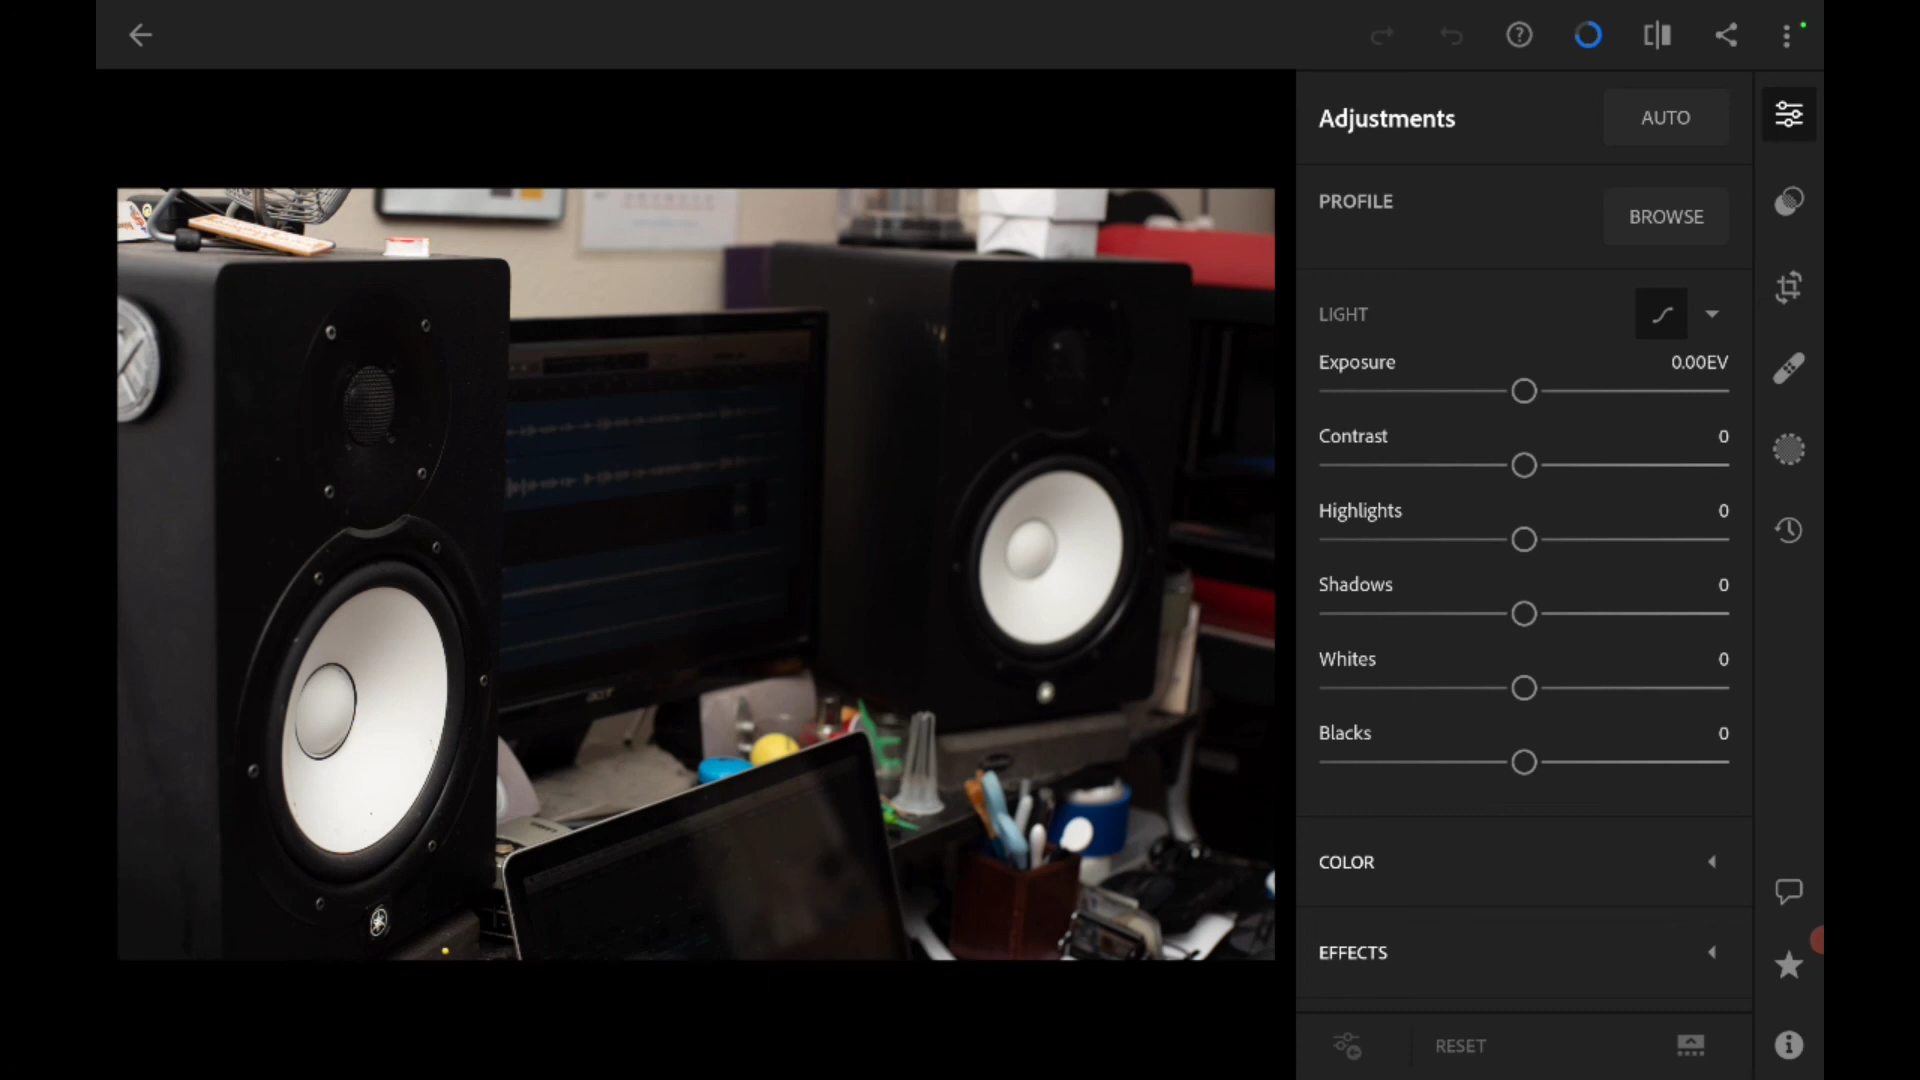 Adjustments
AUTO
PROFILE
BROWSE
LIGHT
Exposure 0.00EV
Contrast 0
Highlights 0
Shadows 0
Whites 0
Blacks 0
COLOR
EFFECTS
RESET
acer